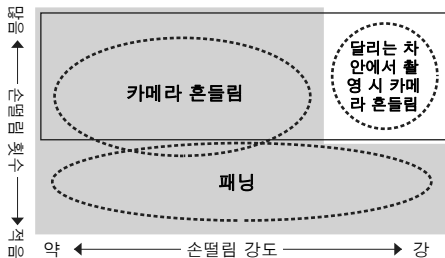 많음
손떨림 횟수
적음
카메라 흔들림
달리는 차
안에서 촬
영 시 카메
라 흔들림
패닝
약
손떨림 강도
강